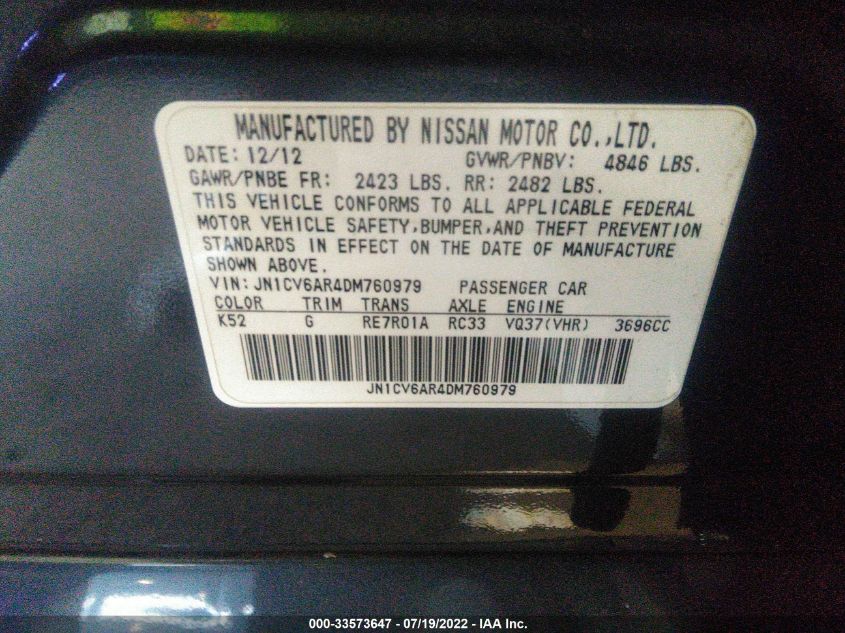 MANUFACTURED BY NISSAN MOTOR CO.,LTD.
DATE: 12/12 GVWR/PNBV: 4846 LBS.
GAWR/PNBE FR: 2423 LBS. RR: 2482 LBS.
THIS VEHICLE CONFORMS TO ALL APPLICABLE FEDERAL
MOTOR VEHICLE SAFETY,BUMPER,AND THEFT PREVENTION
STANDARDS IN EFFECT ON THE DATE OF MANUFACTURE
SHOWN ABOVE.
VIN: JN1CV6AR4DM760979 PASSENGER CAR
COLOR TRIM TRANS AXLE ENGINE
K52 G RE7R01A RC33 VQ37(VHR) 3696CC
JN1CV6AR4DM760979
000-33573647 - 07/19/2022 - IAA Inc.